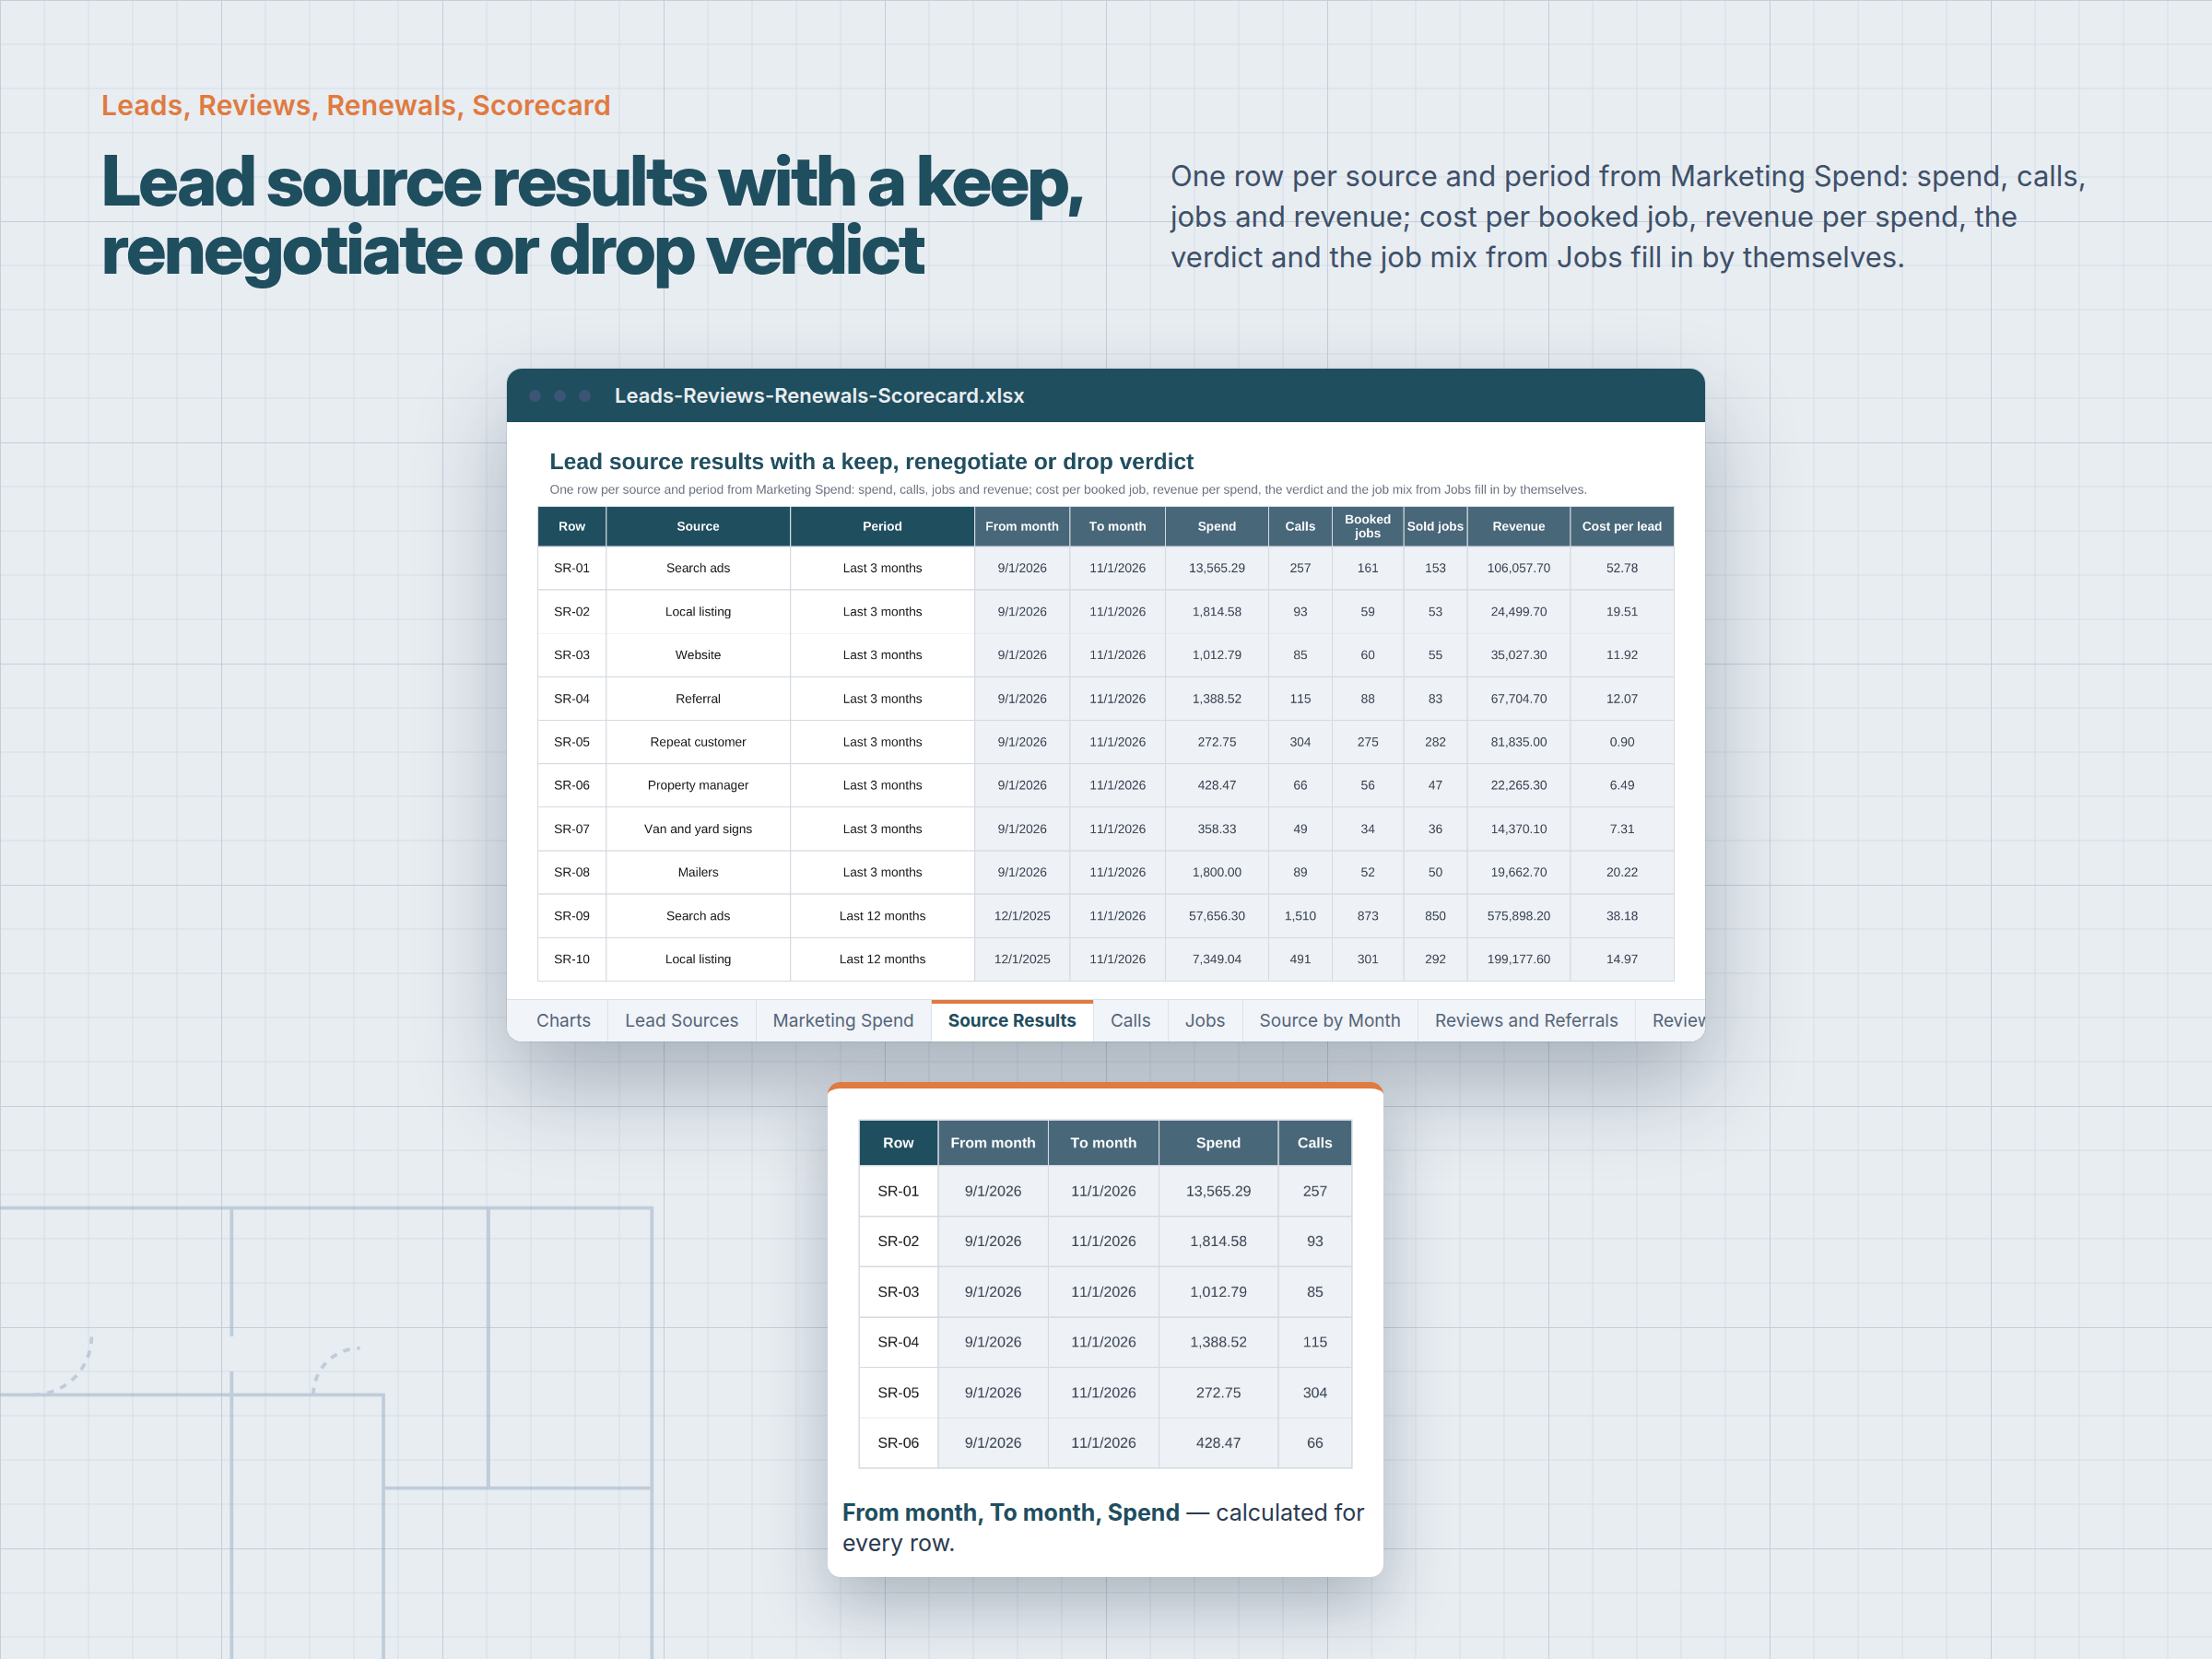 Leads, Reviews, Renewals, Scorecard
Lead source results with a keep,
renegotiate or drop verdict
One row per source and period from Marketing Spend: spend, calls,
jobs and revenue; cost per booked job, revenue per spend, the
verdict and the job mix from Jobs fill in by themselves.
Leads-Reviews-Renewals-Scorecard.xlsx
Lead source results with a keep, renegotiate or drop verdict
One row per source and period from Marketing Spend: spend, calls, jobs and revenue; cost per booked job, revenue per spend, the verdict and the job mix from Jobs fill in by themselves.
Row Source Period From month To month Spend Calls Booked jobs Sold jobs Revenue Cost per lead
SR-01 Search ads Last 3 months 9/1/2026 11/1/2026 13,565.29 257 161 153 106,057.70 52.78
SR-02 Local listing Last 3 months 9/1/2026 11/1/2026 1,814.58 93 59 53 24,499.70 19.51
SR-03 Website Last 3 months 9/1/2026 11/1/2026 1,012.79 85 60 55 35,027.30 11.92
SR-04 Referral Last 3 months 9/1/2026 11/1/2026 1,388.52 115 88 83 67,704.70 12.07
SR-05 Repeat customer Last 3 months 9/1/2026 11/1/2026 272.75 304 275 282 81,835.00 0.90
SR-06 Property manager Last 3 months 9/1/2026 11/1/2026 428.47 66 56 47 22,265.30 6.49
SR-07 Van and yard signs Last 3 months 9/1/2026 11/1/2026 358.33 49 34 36 14,370.10 7.31
SR-08 Mailers Last 3 months 9/1/2026 11/1/2026 1,800.00 89 52 50 19,662.70 20.22
SR-09 Search ads Last 12 months 12/1/2025 11/1/2026 57,656.30 1,510 873 850 575,898.20 38.18
SR-10 Local listing Last 12 months 12/1/2025 11/1/2026 7,349.04 491 301 292 199,177.60 14.97
Charts Lead Sources Marketing Spend Source Results Calls Jobs Source by Month Reviews and Referrals Review
Row From month To month Spend Calls
SR-01 9/1/2026 11/1/2026 13,565.29 257
SR-02 9/1/2026 11/1/2026 1,814.58 93
SR-03 9/1/2026 11/1/2026 1,012.79 85
SR-04 9/1/2026 11/1/2026 1,388.52 115
SR-05 9/1/2026 11/1/2026 272.75 304
SR-06 9/1/2026 11/1/2026 428.47 66
From month, To month, Spend — calculated for
every row.